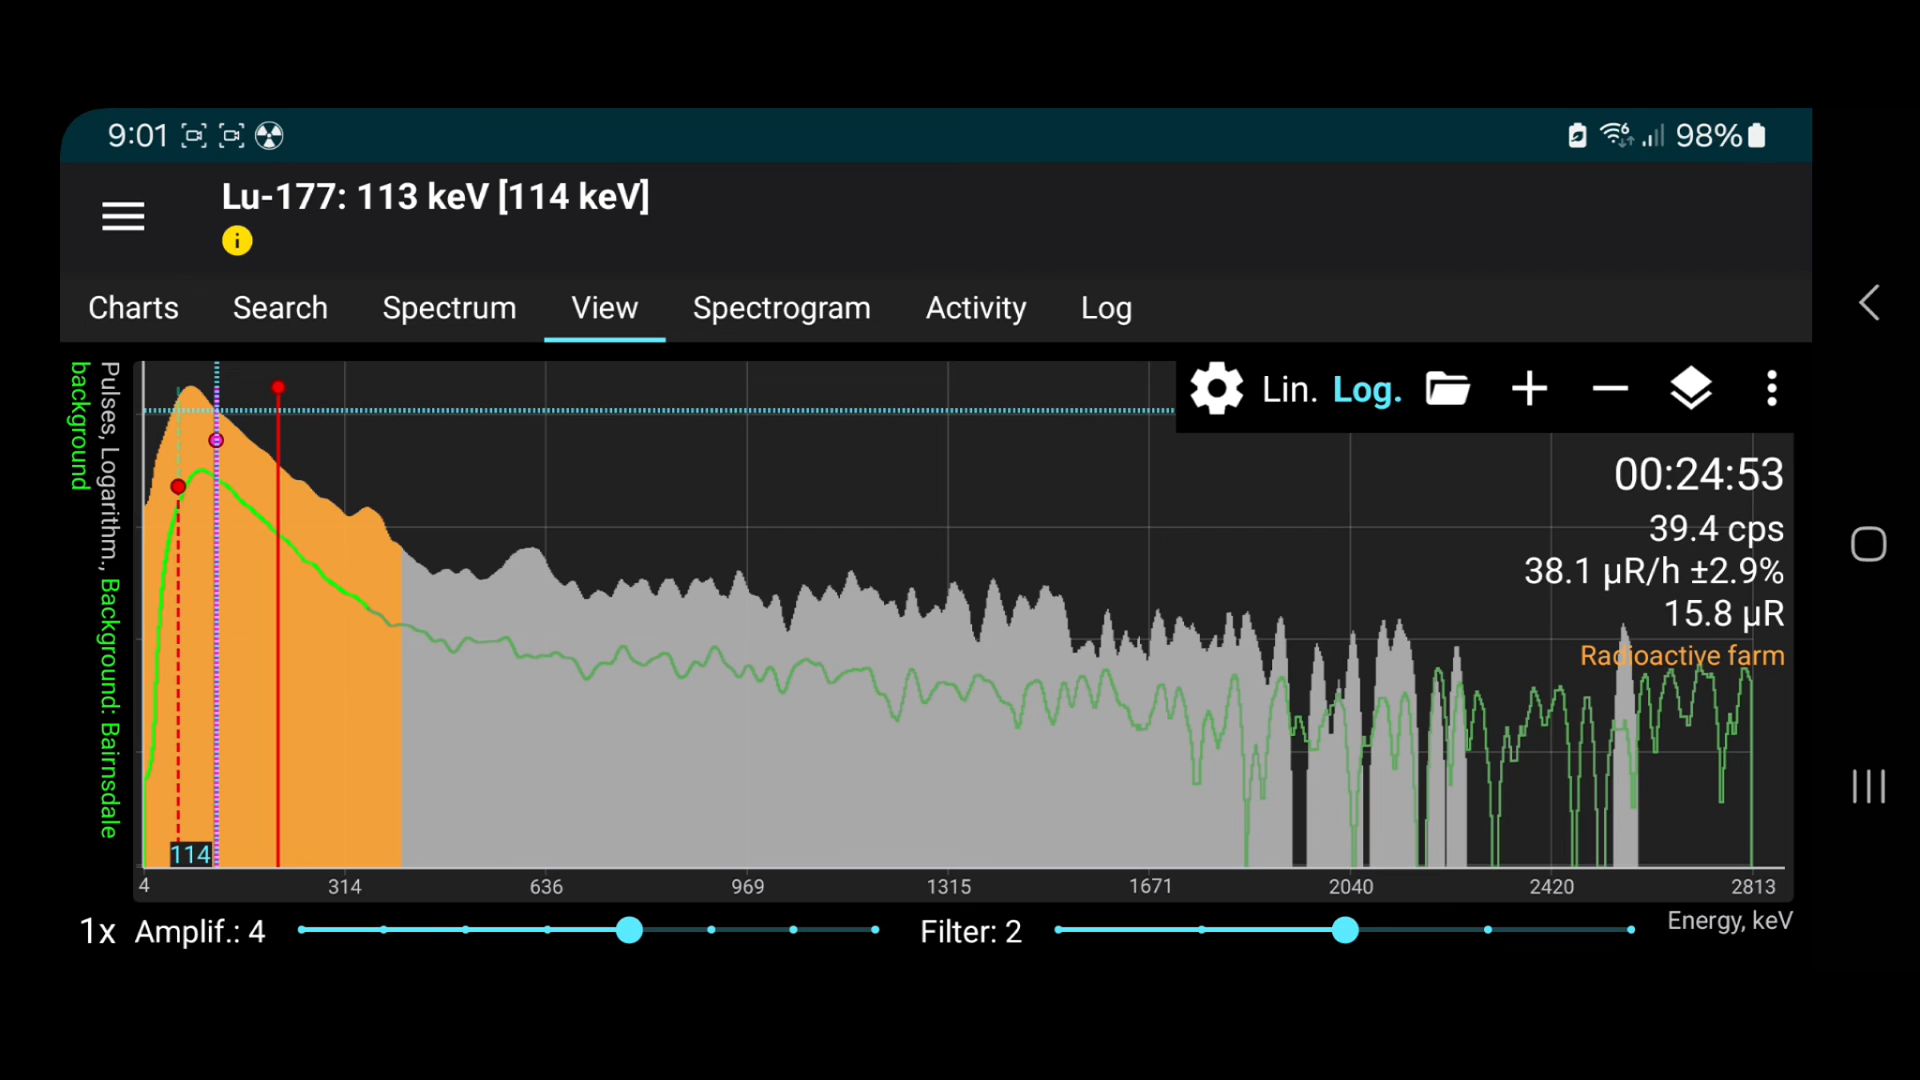 9:01
98%
Lu-177: 113 keV [114 keV]
Charts Search Spectrum View Spectrogram Activity Log
Lin. Log.
Pulses, Logarithm., Background: Bairnsdale
background
00:24:53
39.4 cps
38.1 µR/h ±2.9%
15.8 µR
Radioactive farm
114
4 314 636 969 1315 1671 2040 2420 2813
1x Amplif.: 4 Filter: 2 Energy, keV